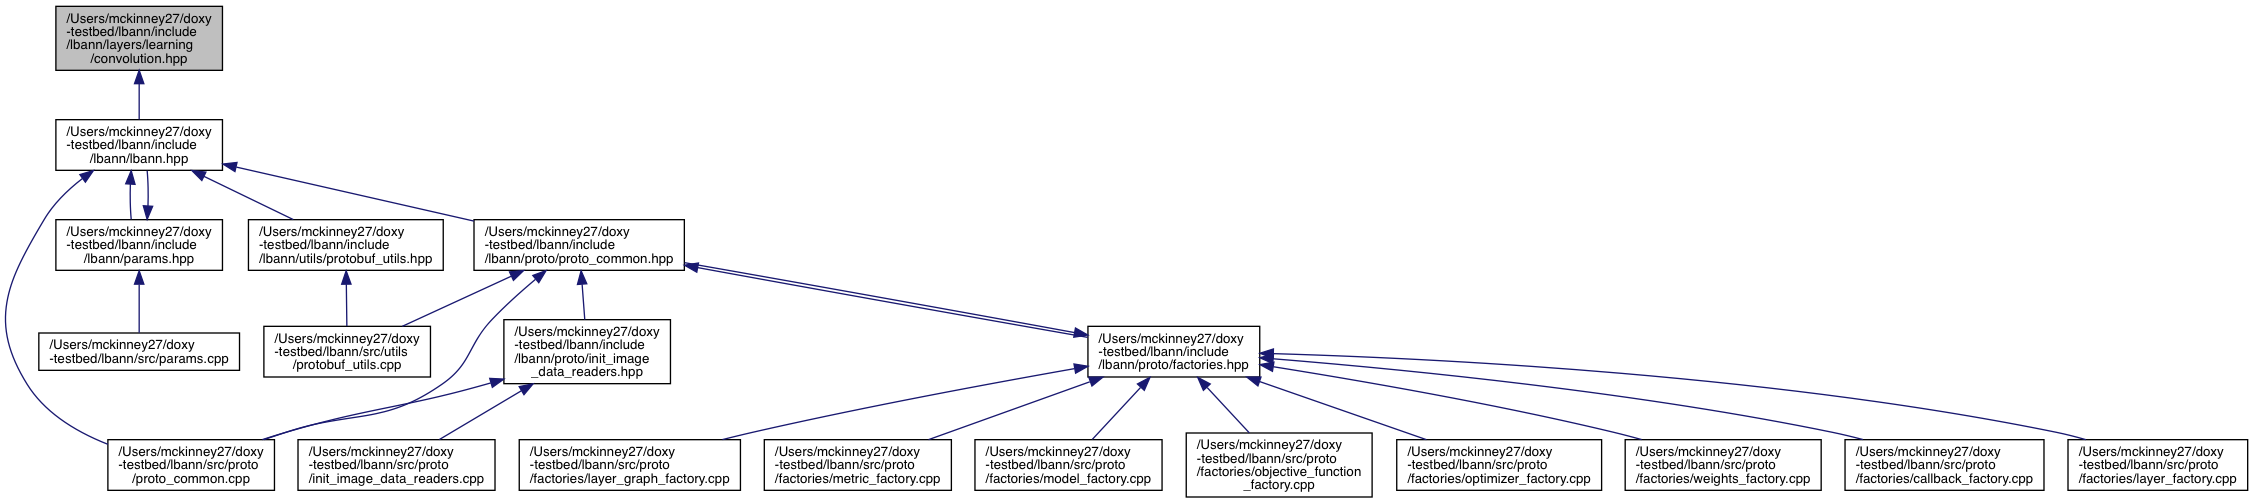 /Users/mckinney27/doxy
-testbed/lbann/include
/lbann/layers/learning
/convolution.hpp
/Users/mckinney27/doxy
-testbed/lbann/include
/lbann/lbann.hpp
/Users/mckinney27/doxy
-testbed/lbann/include
/lbann/params.hpp
/Users/mckinney27/doxy
-testbed/lbann/include
/lbann/utils/protobuf_utils.hpp
/Users/mckinney27/doxy
-testbed/lbann/include
/lbann/proto/proto_common.hpp
/Users/mckinney27/doxy
-testbed/lbann/src/params.cpp
/Users/mckinney27/doxy
-testbed/lbann/src/utils
/protobuf_utils.cpp
/Users/mckinney27/doxy
-testbed/lbann/include
/lbann/proto/init_image
_data_readers.hpp
/Users/mckinney27/doxy
-testbed/lbann/include
/lbann/proto/factories.hpp
/Users/mckinney27/doxy
-testbed/lbann/src/proto
/proto_common.cpp
/Users/mckinney27/doxy
-testbed/lbann/src/proto
/init_image_data_readers.cpp
/Users/mckinney27/doxy
-testbed/lbann/src/proto
/factories/layer_graph_factory.cpp
/Users/mckinney27/doxy
-testbed/lbann/src/proto
/factories/metric_factory.cpp
/Users/mckinney27/doxy
-testbed/lbann/src/proto
/factories/model_factory.cpp
/Users/mckinney27/doxy
-testbed/lbann/src/proto
/factories/objective_function
_factory.cpp
/Users/mckinney27/doxy
-testbed/lbann/src/proto
/factories/optimizer_factory.cpp
/Users/mckinney27/doxy
-testbed/lbann/src/proto
/factories/weights_factory.cpp
/Users/mckinney27/doxy
-testbed/lbann/src/proto
/factories/callback_factory.cpp
/Users/mckinney27/doxy
-testbed/lbann/src/proto
/factories/layer_factory.cpp